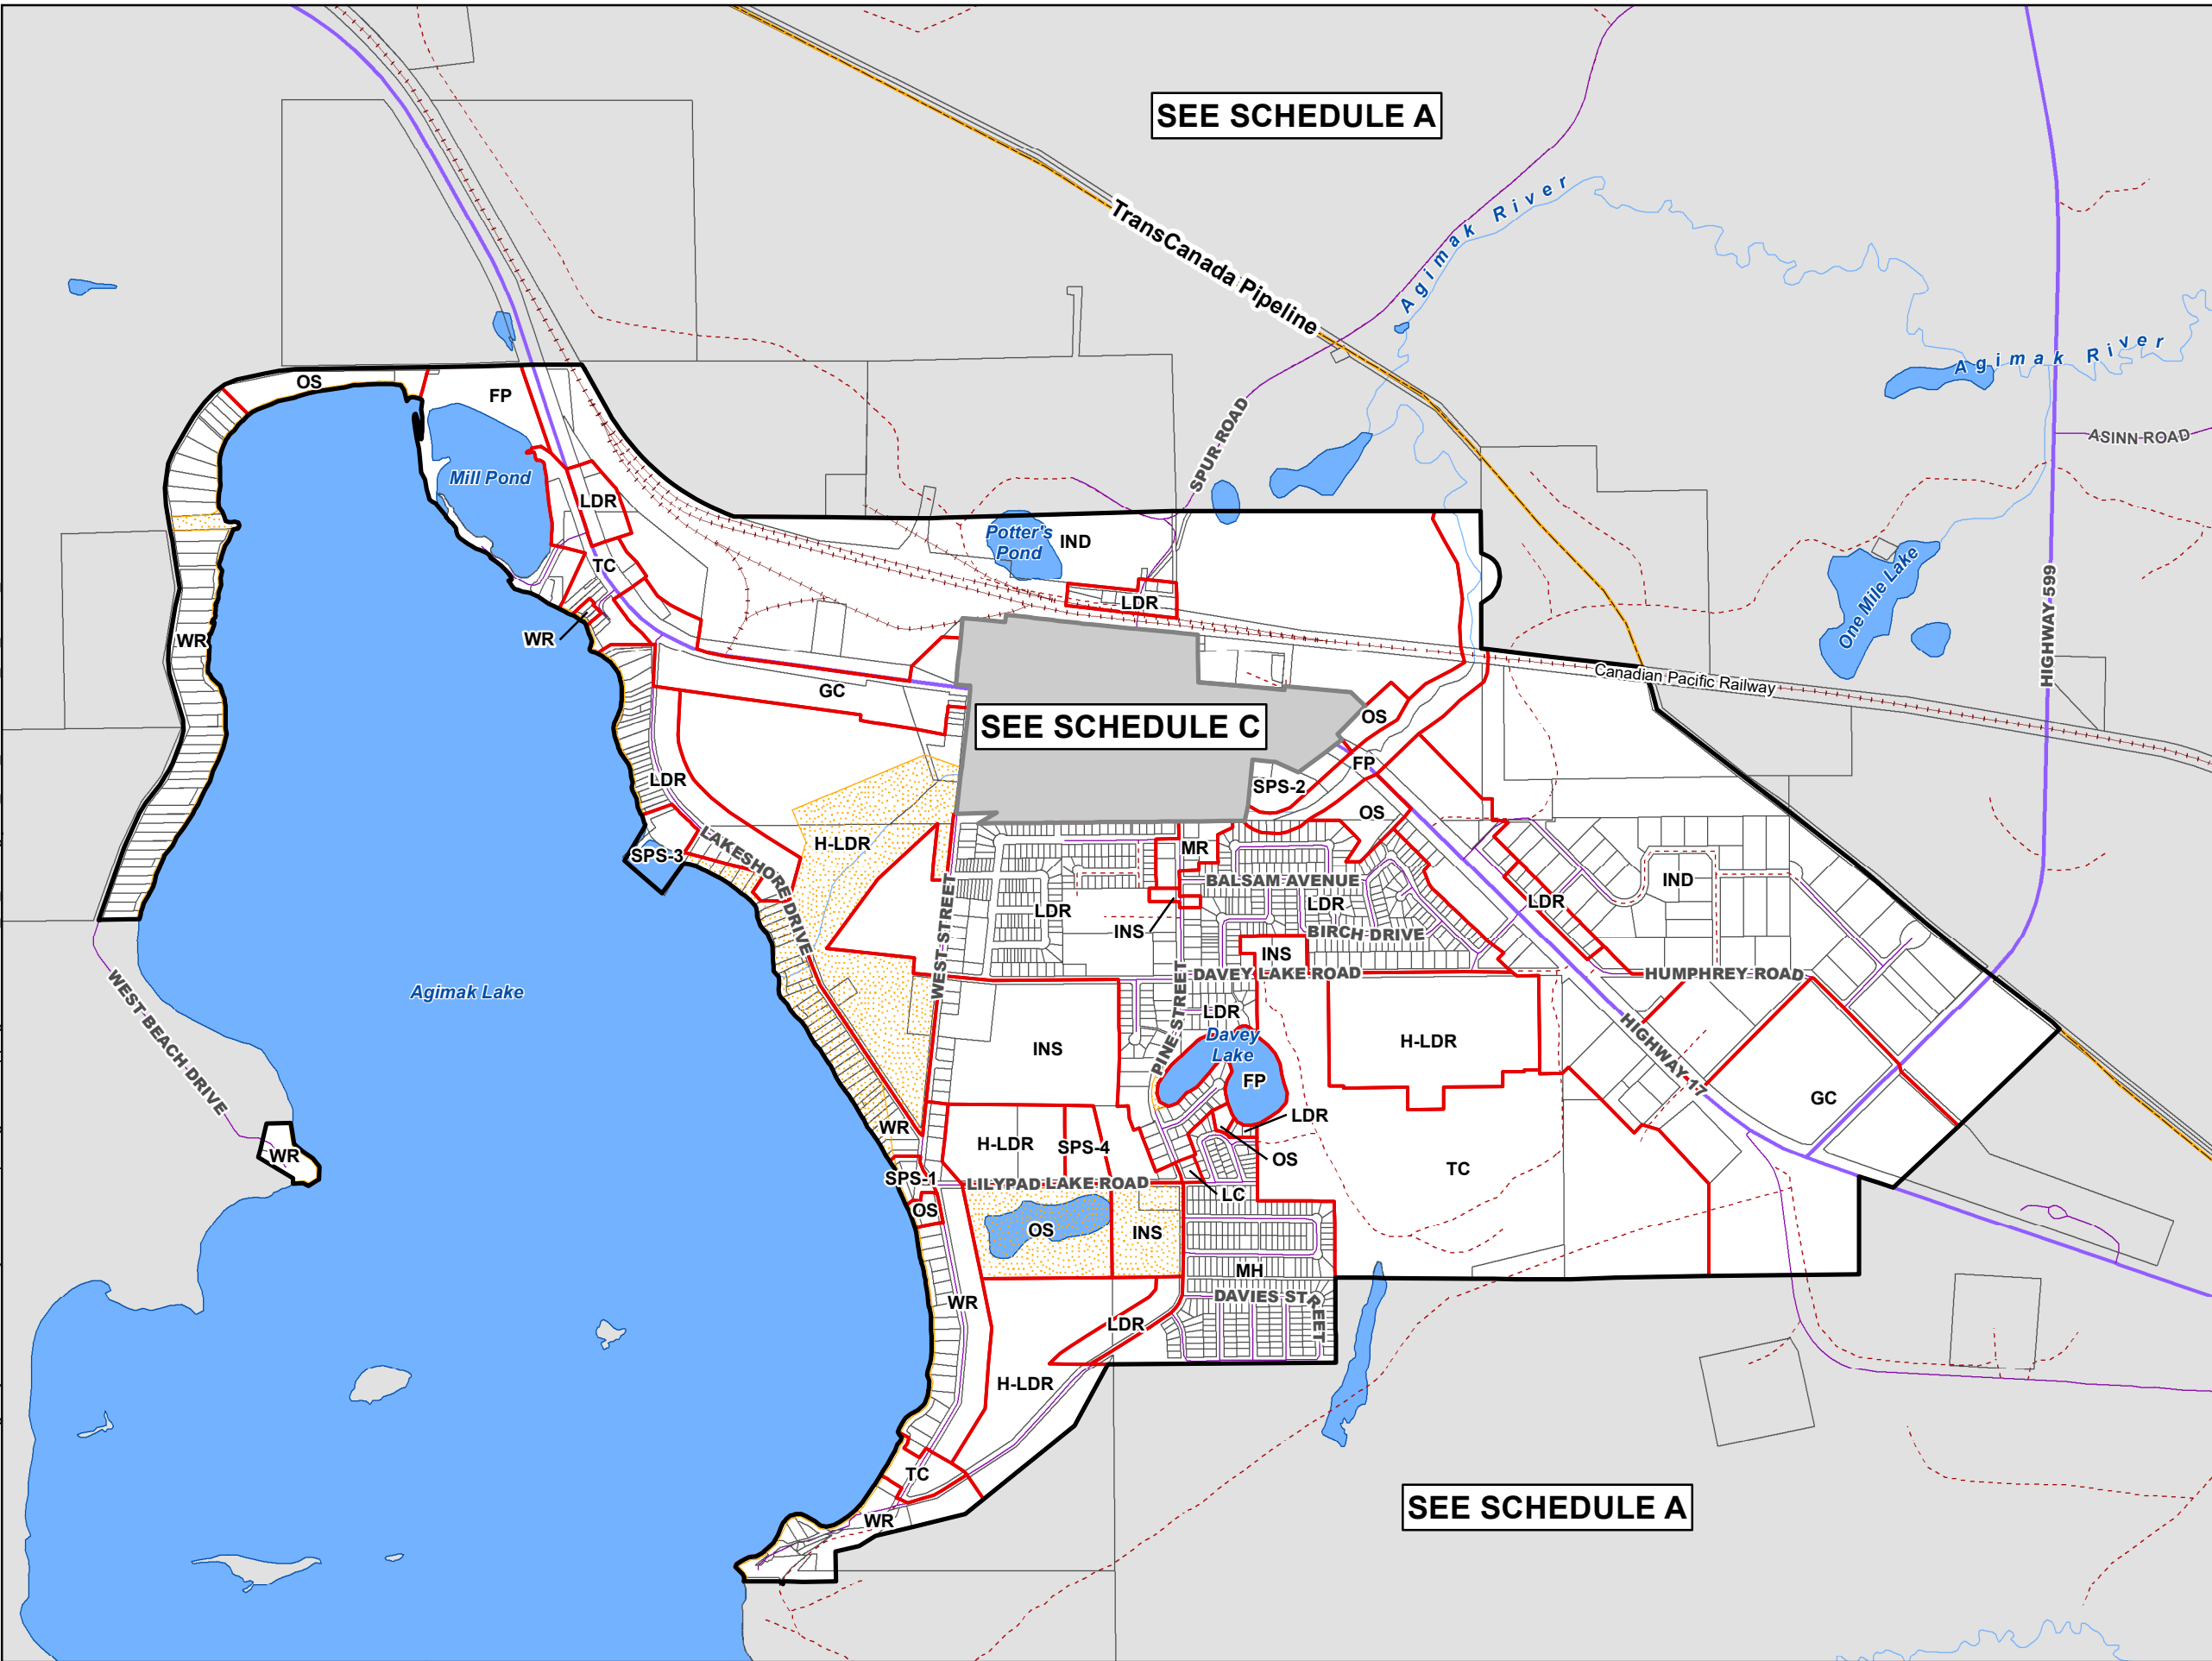 SEE SCHEDULE A
Agimak River
TransCanada Pipeline
Agimak River
OS
FP
SPUR ROAD
ASINN ROAD
Mill Pond
LDR
Potter's
Pond
IND
TC
One Mile Lake
HIGHWAY 599
LDR
WR
WR
Canadian Pacific Railway
GC
OS
SEE SCHEDULE C
FP
LDR
SPS-2
OS
H-LDR
MR
SPS-3
LAKESHORE DRIVE
BALSAM AVENUE
IND
LDR
LDR
LDR
WEST STREET
INS
BIRCH DRIVE
INS
DAVEY LAKE ROAD
HUMPHREY ROAD
Agimak Lake
WEST BEACH DRIVE
PINE STREET
LDR
Davey
Lake
INS
H-LDR
HIGHWAY 17
FP
GC
LDR
WR
H-LDR
SPS-4
OS
WR
TC
SPS-1
LILYPAD LAKE ROAD
LC
OS
OS
INS
MH
WR
DAVIES STREET
LDR
H-LDR
TC
WR
SEE SCHEDULE A